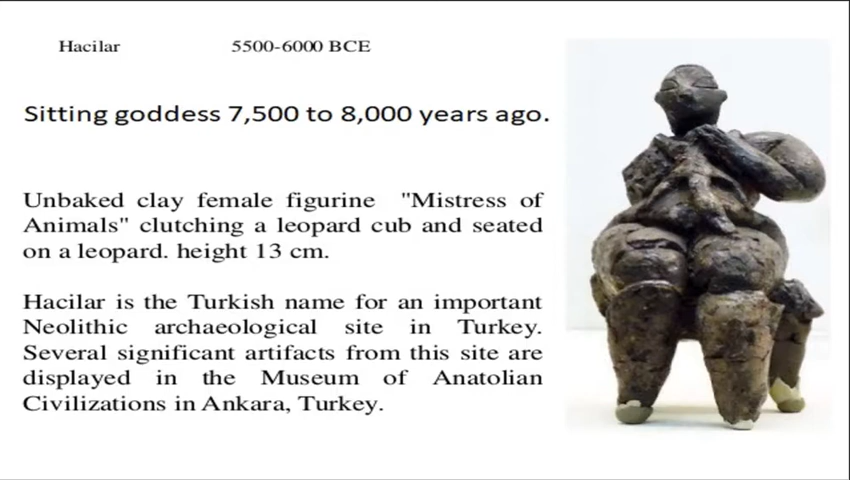 Hacilar 5500-6000 BCE
Sitting goddess 7,500 to 8,000 years ago.
Unbaked clay female figurine "Mistress of
Animals" clutching a leopard cub and seated
on a leopard. height 13 cm.
Hacilar is the Turkish name for an important
Neolithic archaeological site in Turkey.
Several significant artifacts from this site are
displayed in the Museum of Anatolian
Civilizations in Ankara, Turkey.